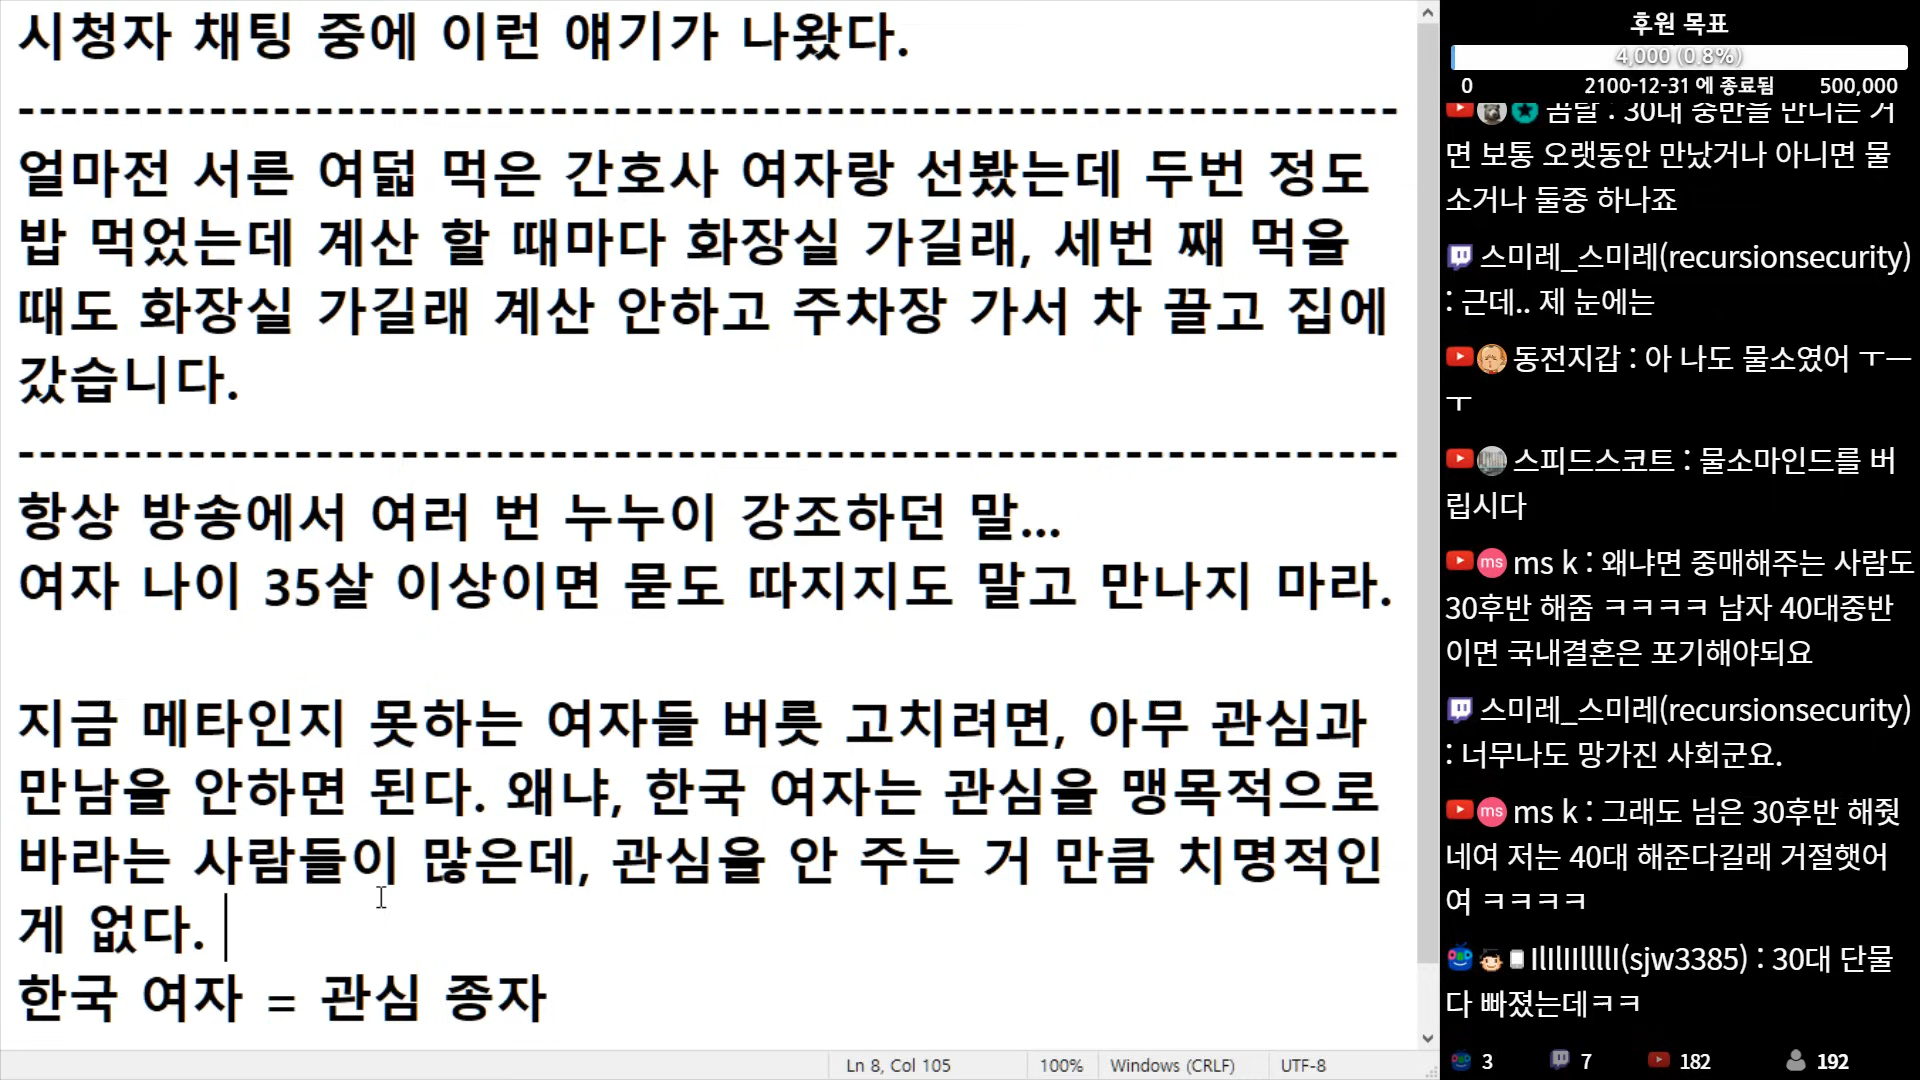 시청자 채팅 중에 이런 얘기가 나왔다.
--------------------------------------------------------------------
얼마전 서른 여덟 먹은 간호사 여자랑 선봤는데 두번 정도
밥 먹었는데 계산 할 때마다 화장실 가길래, 세번 째 먹을
때도 화장실 가길래 계산 안하고 주차장 가서 차 끌고 집에
갔습니다.
--------------------------------------------------------------------
항상 방송에서 여러 번 누누이 강조하던 말...
여자 나이 35살 이상이면 묻도 따지지도 말고 만나지 마라.
지금 메타인지 못하는 여자들 버릇 고치려면, 아무 관심과
만남을 안하면 된다. 왜냐, 한국 여자는 관심을 맹목적으로
바라는 사람들이 많은데, 관심을 안 주는 거 만큼 치명적인
게 없다.
한국 여자 = 관심 종자
Ln 8, Col 105
100%
Windows (CRLF)
UTF-8
후원 목표
4,000 (0.8%)
0 2100-12-31 에 종료됨 500,000
곰탈 : 30대 중반을 만나는 거
면 보통 오랫동안 만났거나 아니면 물
소거나 둘중 하나죠
스미레_스미레(recursionsecurity)
: 근데.. 제 눈에는
동전지갑 : 아 나도 물소였어 ㅜㅡ
ㅜ
스피드스코트 : 물소마인드를 버
립시다
ms ms k : 왜냐면 중매해주는 사람도
30후반 해줌 ㅋㅋㅋㅋ 남자 40대중반
이면 국내결혼은 포기해야되요
스미레_스미레(recursionsecurity)
: 너무나도 망가진 사회군요.
ms ms k : 그래도 님은 30후반 해줫
네여 저는 40대 해준다길래 거절햇어
여 ㅋㅋㅋㅋ
(sjw3385) : 30대 단물
다 빠졌는데ㅋㅋ
3 7 182 192